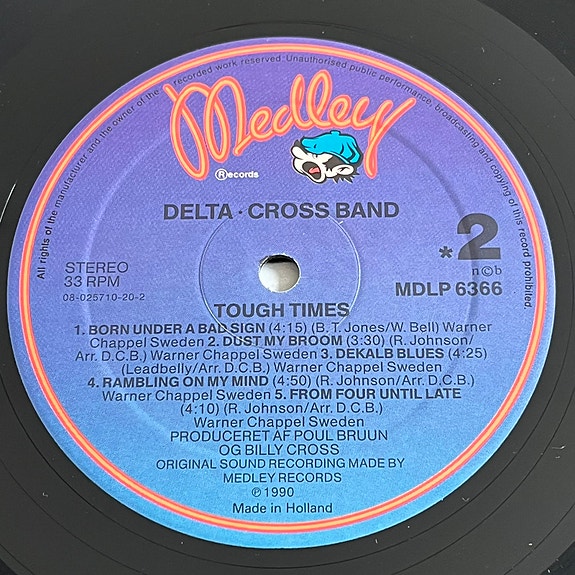 All rights of the manufacturer and the owner of the recorded work reserved. Unauthorised public performance, broadcasting and copying of this record prohibited.
Medley
Records
DELTA · CROSS BAND
*2
STEREO
n©b
33 RPM
MDLP 6366
08-025710-20-2
TOUGH TIMES
1. BORN UNDER A BAD SIGN (4:15) (B. T. Jones/W. Bell) Warner
Chappel Sweden 2. DUST MY BROOM (3:30) (R. Johnson/
Arr. D.C.B.) Warner Chappel Sweden 3. DEKALB BLUES (4:25)
(Leadbelly/Arr. D.C.B.) Warner Chappel Sweden
4. RAMBLING ON MY MIND (4:50) (R. Johnson/Arr. D.C.B.)
Warner Chappel Sweden 5. FROM FOUR UNTIL LATE
(4:10) (R. Johnson/Arr. D.C.B.)
Warner Chappel Sweden
PRODUCERET AF POUL BRUUN
OG BILLY CROSS
ORIGINAL SOUND RECORDING MADE BY
MEDLEY RECORDS
℗ 1990
Made in Holland